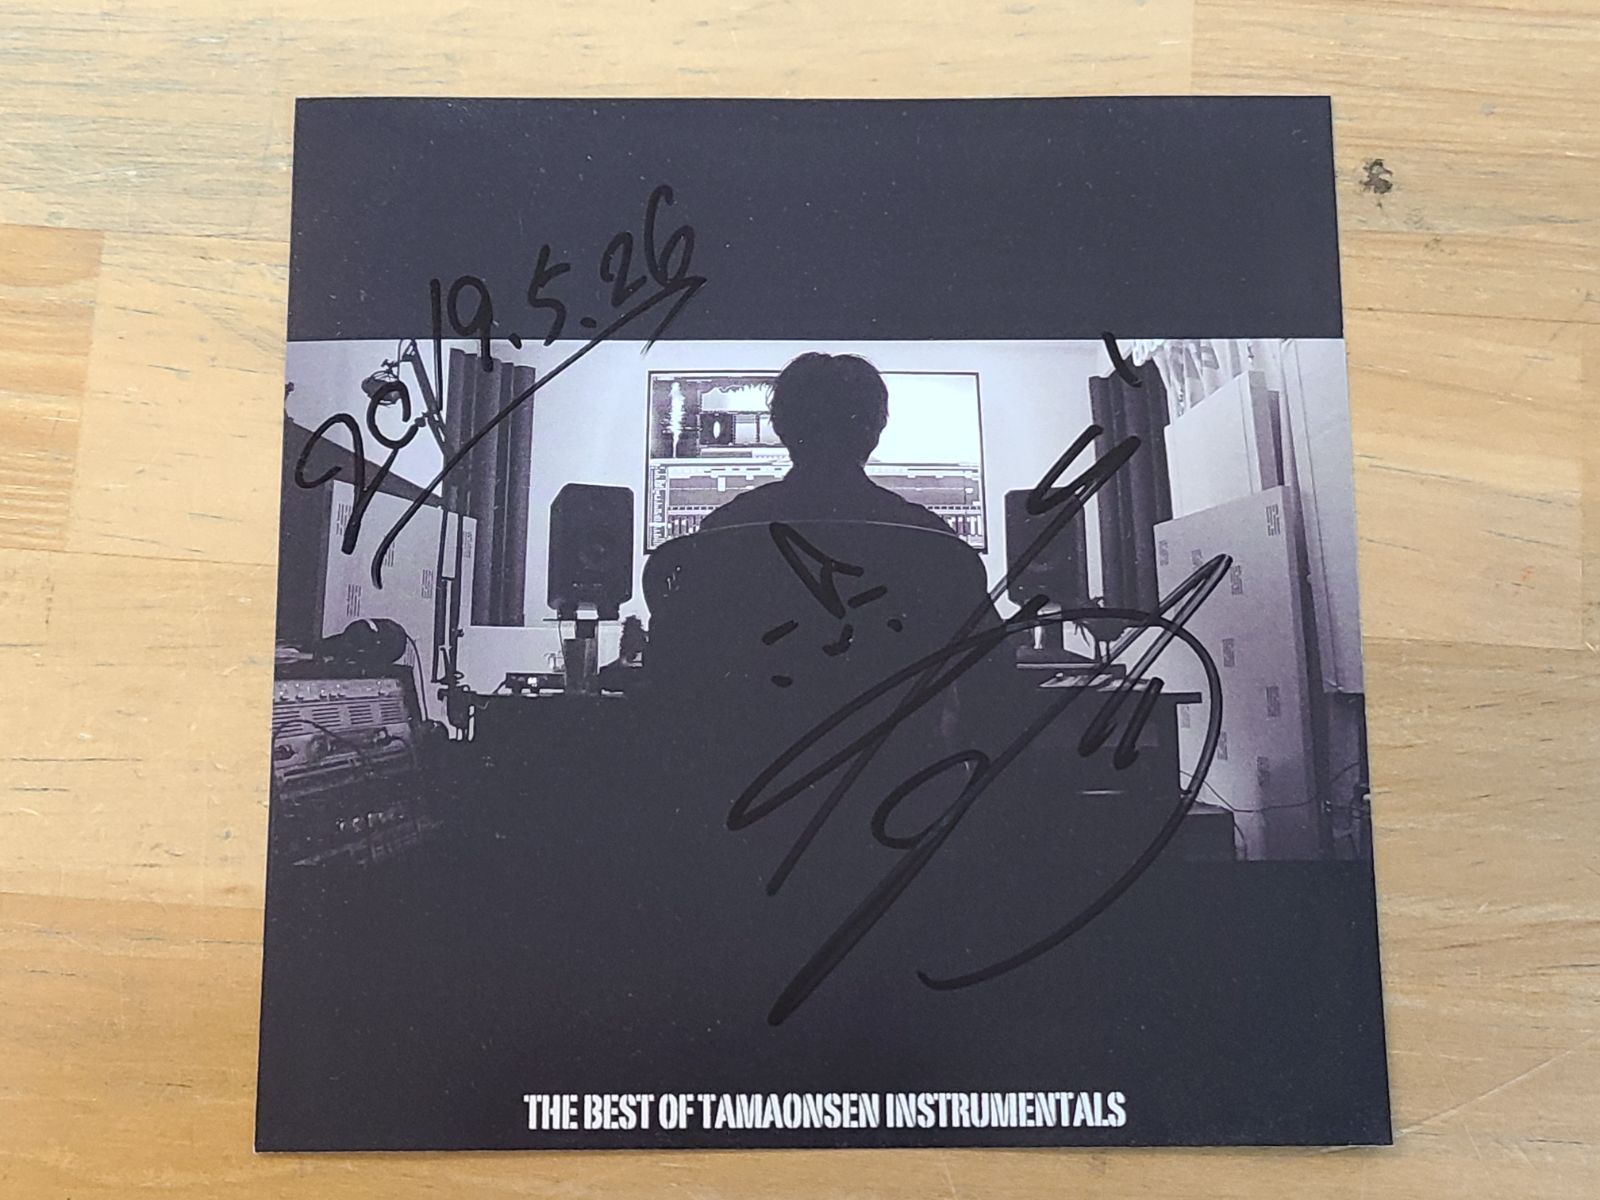 2019.5.26
THE BEST OF TAMAONSEN INSTRUMENTALS